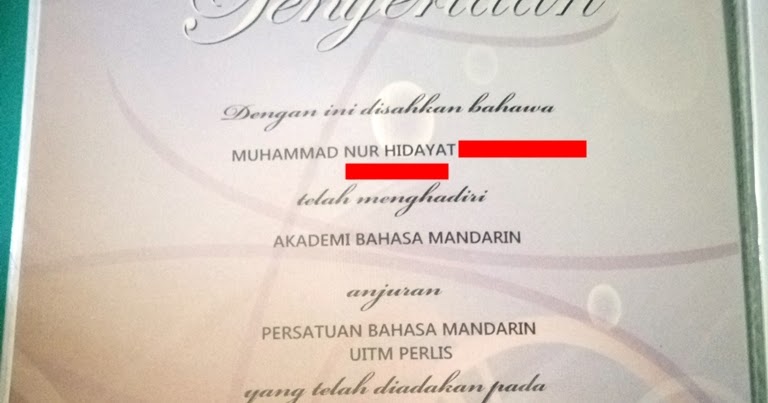 Penyertaan
Dengan ini disahkan bahawa
MUHAMMAD NUR HIDAYAT
telah menghadiri
AKADEMI BAHASA MANDARIN
anjuran
PERSATUAN BAHASA MANDARIN
UITM PERLIS
yang telah diadakan pada